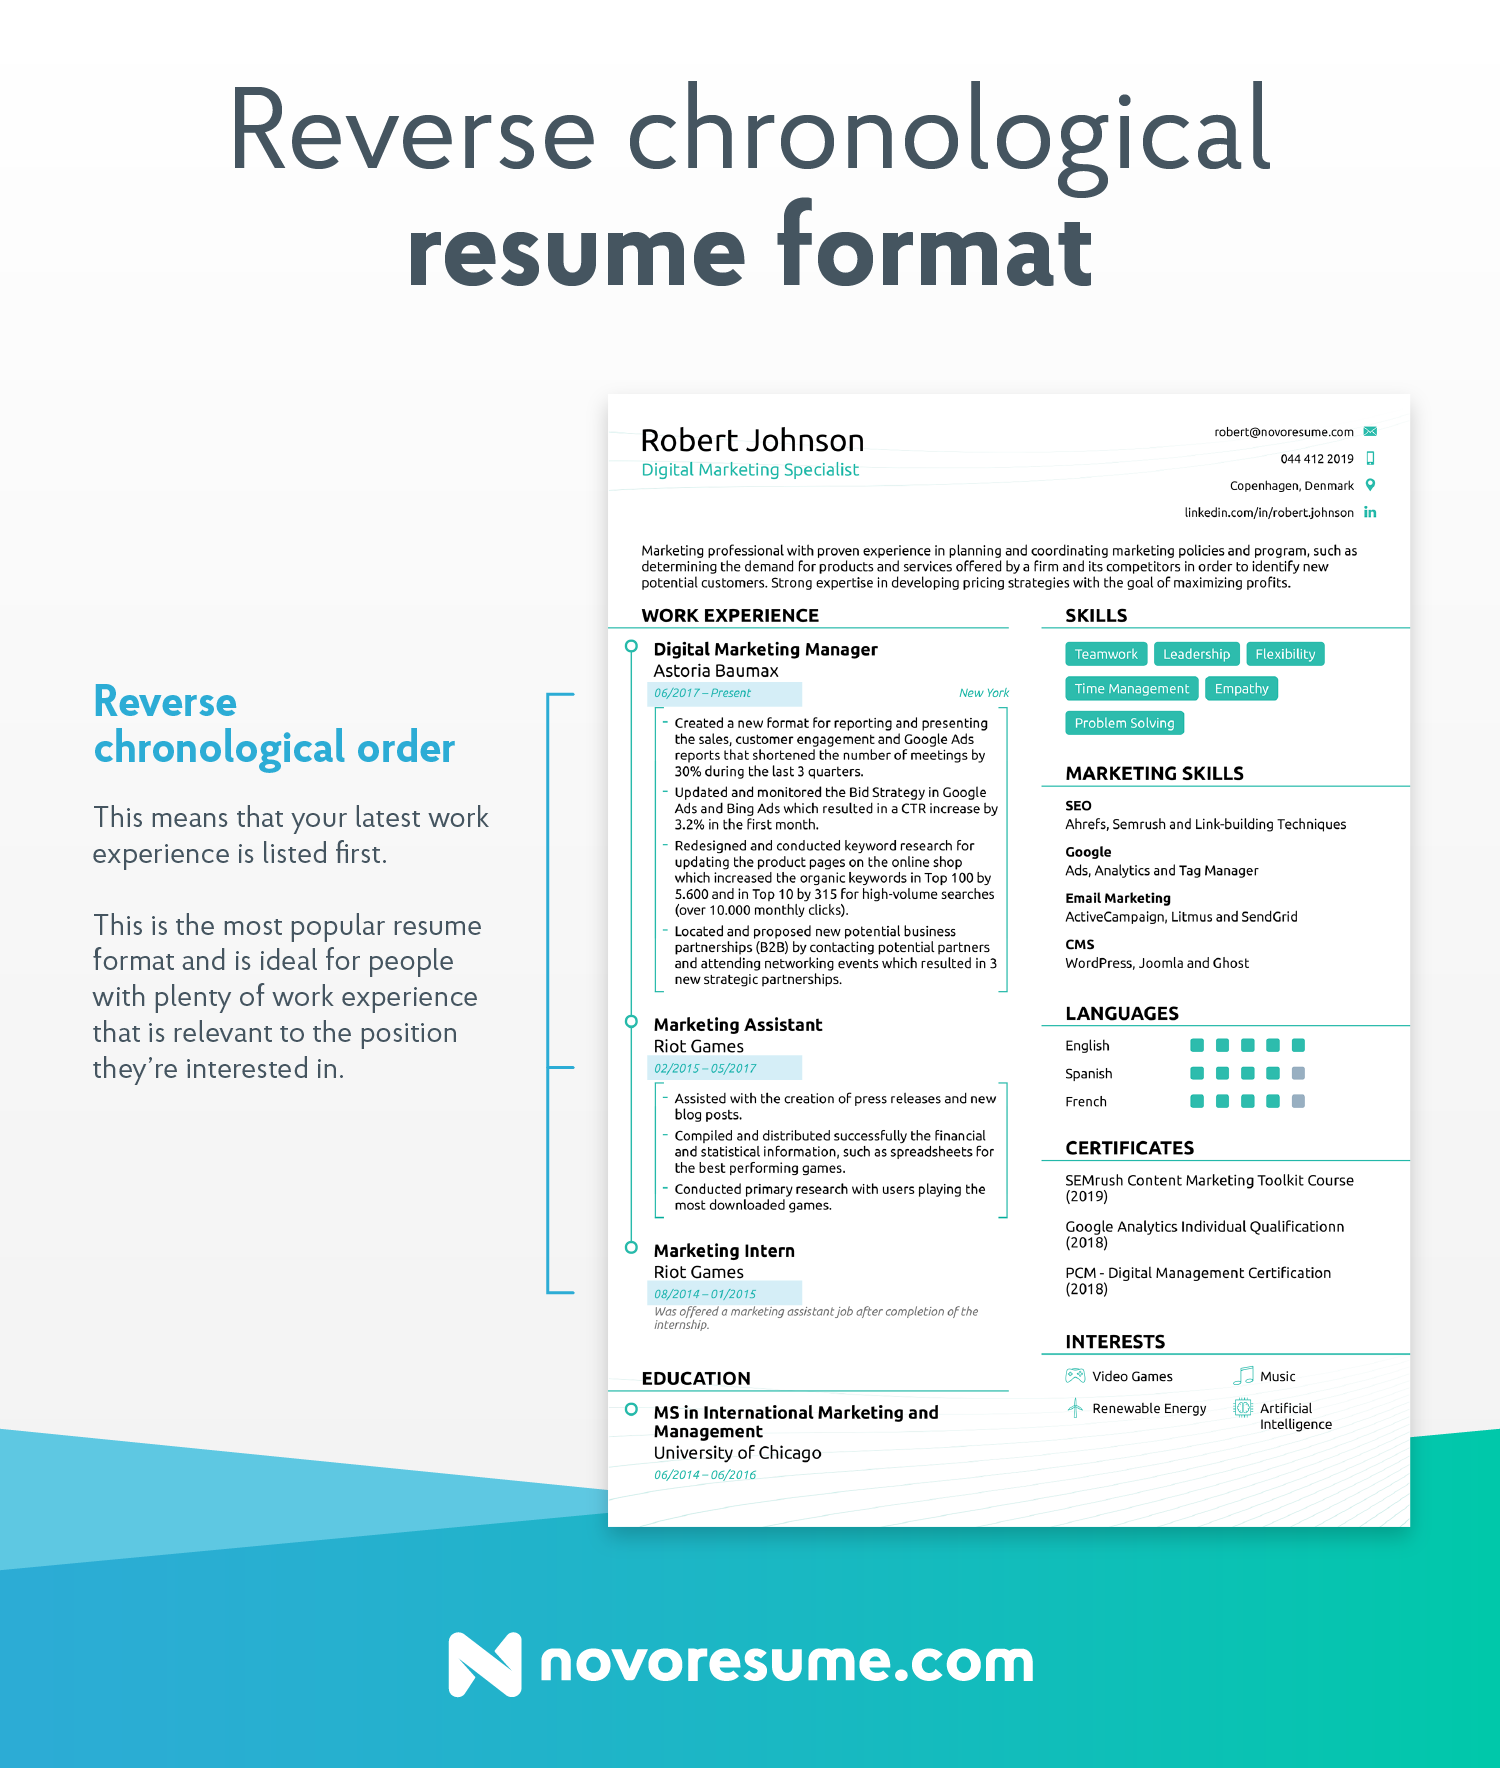 Reverse chronological
resume format
Reverse
chronological order
This means that your latest work
experience is listed first.
This is the most popular resume
format and is ideal for people
with plenty of work experience
that is relevant to the position
they're interested in.
Robert Johnson
Digital Marketing Specialist
robert@novoresume.com
044 412 2019
Copenhagen, Denmark
linkedin.com/in/robert.johnson
in
Marketing professional with proven experience in planning and coordinating marketing policies and program, such as
determining the demand for products and services offered by a firm and its competitors in order to identify new
potential customers. Strong expertise in developing pricing strategies with the goal of maximizing profits.
WORK EXPERIENCE
Digital Marketing Manager
Astoria Baumax
06/2017 – Present
New York
- Created a new format for reporting and presenting
the sales, customer engagement and Google Ads
reports that shortened the number of meetings by
30% during the last 3 quarters.
- Updated and monitored the Bid Strategy in Google
Ads and Bing Ads which resulted in a CTR increase by
3.2% in the first month.
- Redesigned and conducted keyword research for
updating the product pages on the online shop
which increased the organic keywords in Top 100 by
5.600 and in Top 10 by 315 for high-volume searches
(over 10.000 monthly clicks).
- Located and proposed new potential business
partnerships (B2B) by contacting potential partners
and attending networking events which resulted in 3
new strategic partnerships.
Marketing Assistant
Riot Games
02/2015 – 05/2017
- Assisted with the creation of press releases and new
blog posts.
- Compiled and distributed successfully the financial
and statistical information, such as spreadsheets for
the best performing games.
- Conducted primary research with users playing the
most downloaded games.
Marketing Intern
Riot Games
08/2014 – 01/2015
Was offered a marketing assistant job after completion of the
internship.
EDUCATION
MS in International Marketing and
Management
University of Chicago
06/2014 – 06/2016
SKILLS
Teamwork Leadership Flexibility
Time Management Empathy
Problem Solving
MARKETING SKILLS
SEO
Ahrefs, Semrush and Link-building Techniques
Google
Ads, Analytics and Tag Manager
Email Marketing
ActiveCampaign, Litmus and SendGrid
CMS
WordPress, Joomla and Ghost
LANGUAGES
English
Spanish
French
CERTIFICATES
SEMrush Content Marketing Toolkit Course
(2019)
Google Analytics Individual Qualificationn
(2018)
PCM - Digital Management Certification
(2018)
INTERESTS
Video Games
Music
Renewable Energy
Artificial
Intelligence
novoresume.com